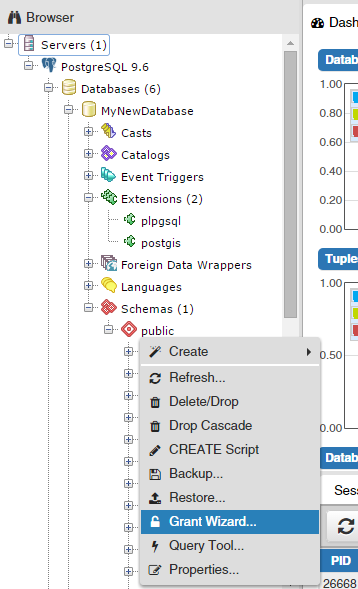 Browser
Dash
Servers (1)
PostgreSQL 9.6
Databases (6)
MyNewDatabase
Casts
Catalogs
Event Triggers
Extensions (2)
plpgsql
postgis
Foreign Data Wrappers
Languages
Schemas (1)
public
Create
Refresh...
Delete/Drop
Drop Cascade
CREATE Script
Backup...
Restore...
Grant Wizard...
Query Tool...
Properties...
Datab
1.00
0.80
0.60
0.40
0.20
0.00
Tuple
1.00
0.50
0.00
Datab
Sess
PID
26668